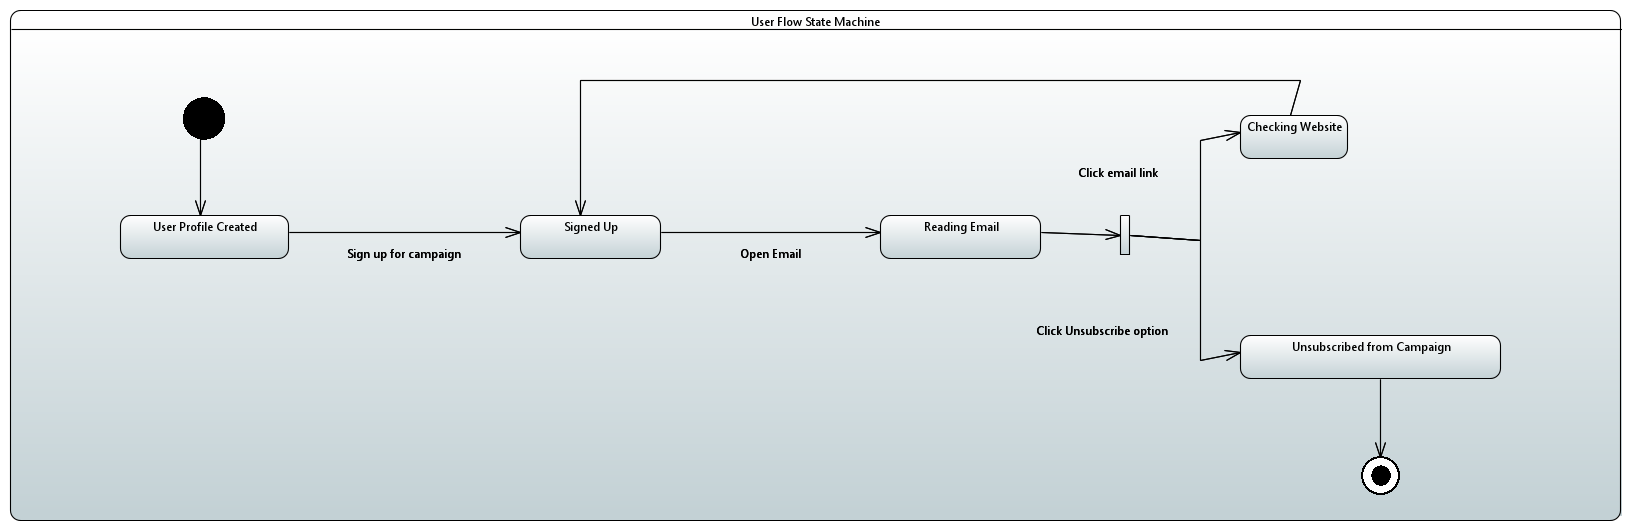 User Flow State Machine
Checking Website
Click email link
User Profile Created
Signed Up
Reading Email
Sign up for campaign
Open Email
Click Unsubscribe option
Unsubscribed from Campaign